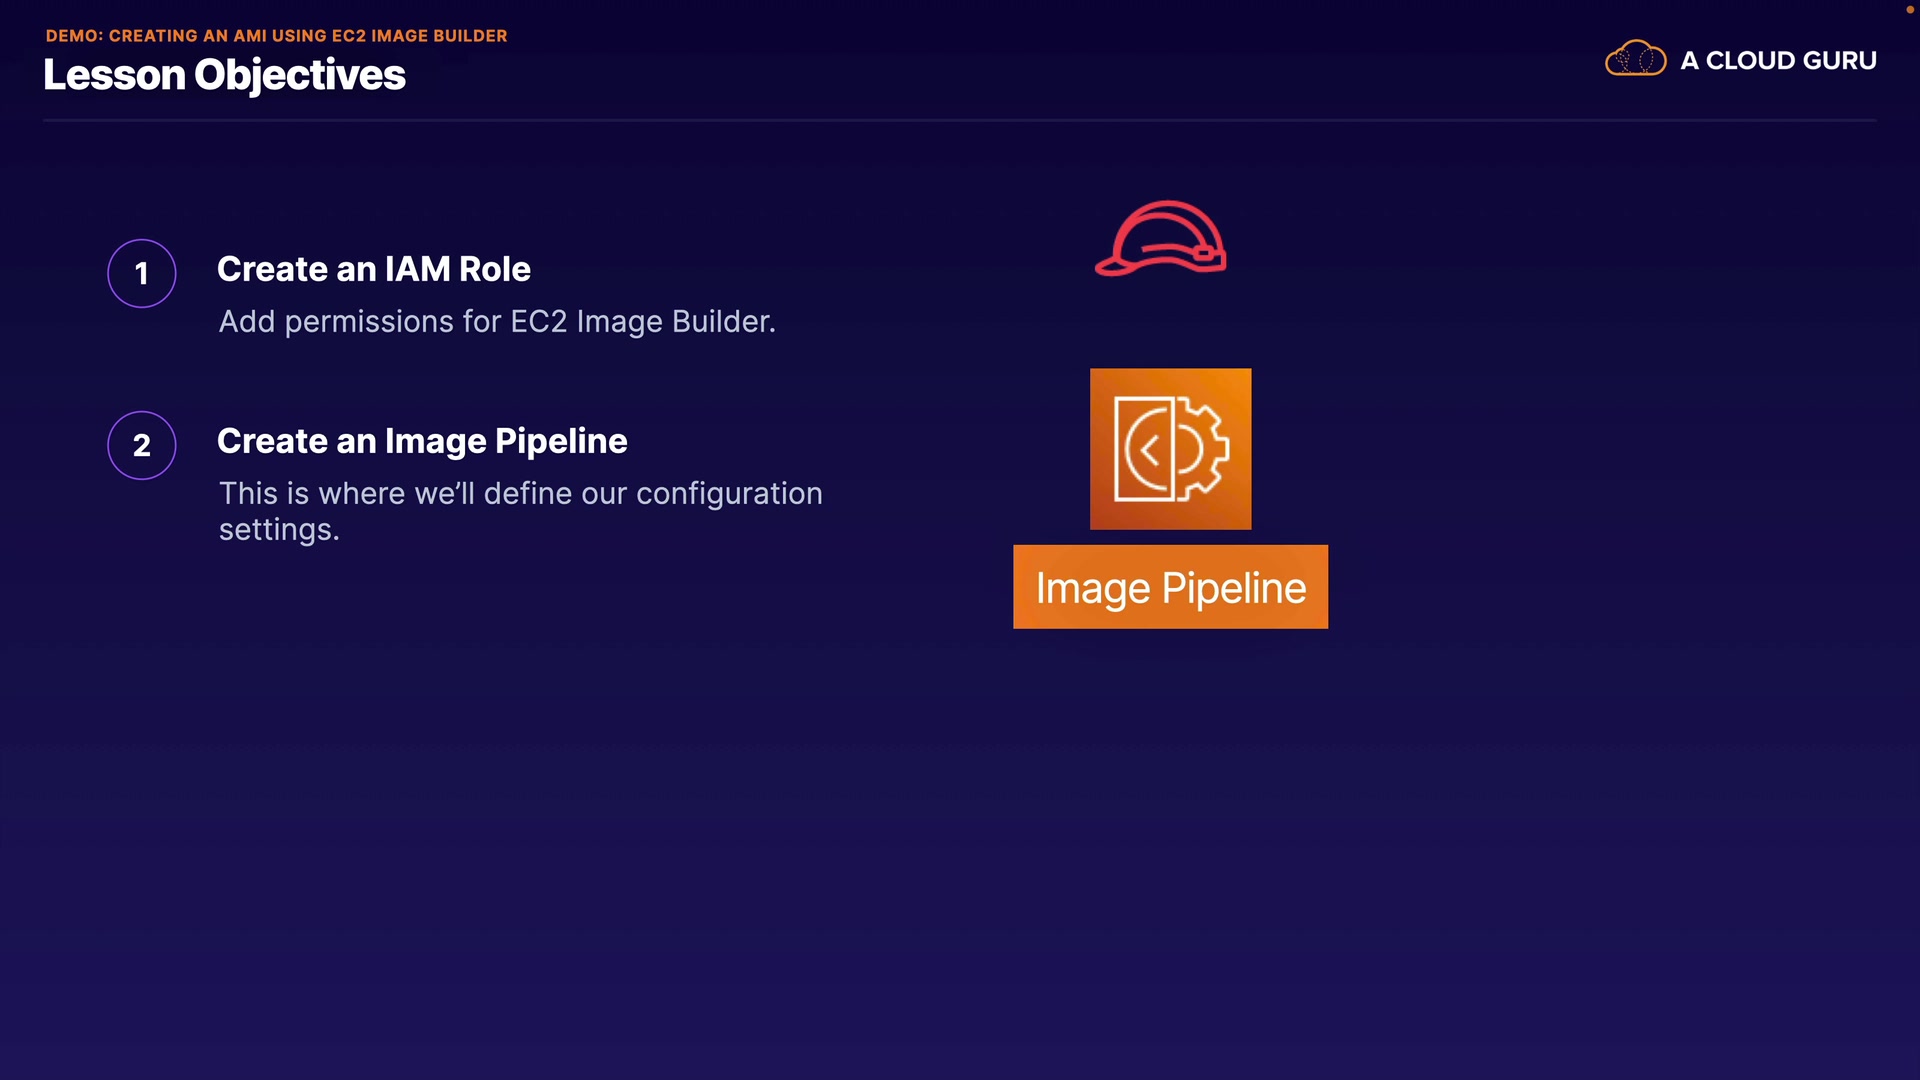 DEMO: CREATING AN AMI USING EC2 IMAGE BUILDER
Lesson Objectives
A CLOUD GURU
1
Create an IAM Role
Add permissions for EC2 Image Builder.
2
Create an Image Pipeline
This is where we’ll define our configuration
settings.
Image Pipeline